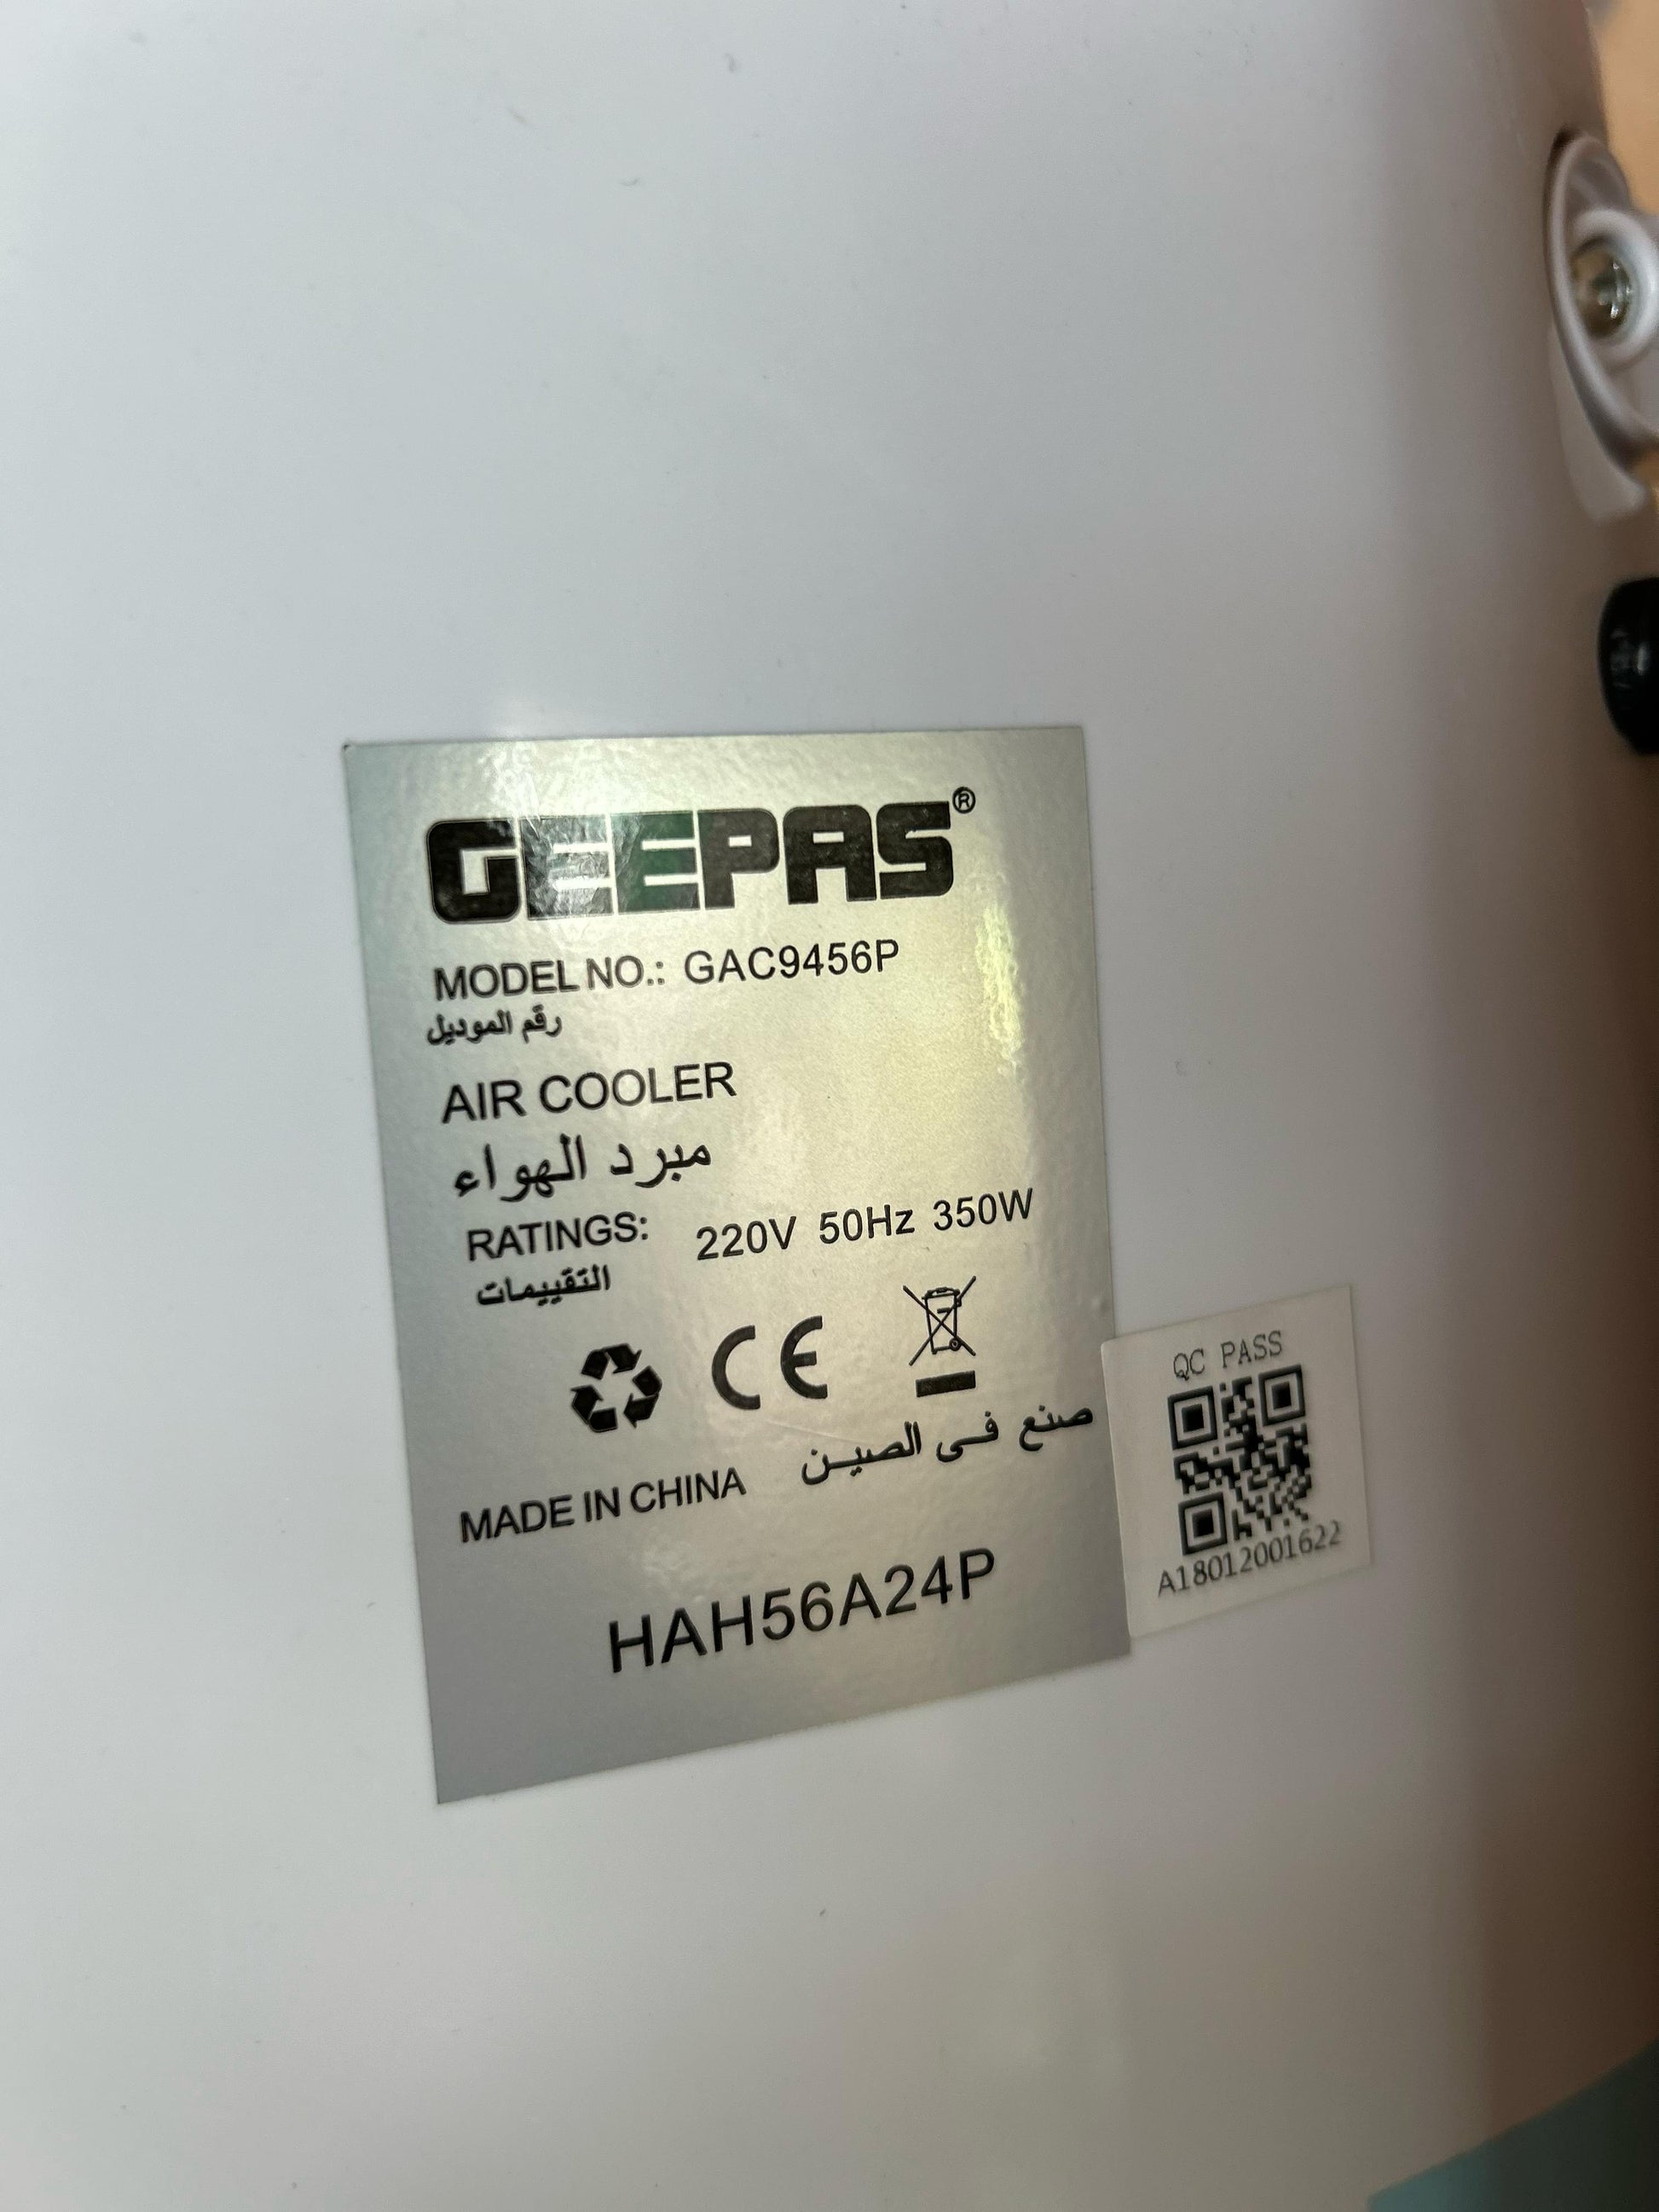 GEEPAS®
MODEL NO.: GAC9456P
رقم الموديل
AIR COOLER
مبرد الهواء
RATINGS: 220V 50Hz 350W
التقييمات
CE
صنع فى الصين
MADE IN CHINA
HAH56A24P
QC PASS
A18012001622